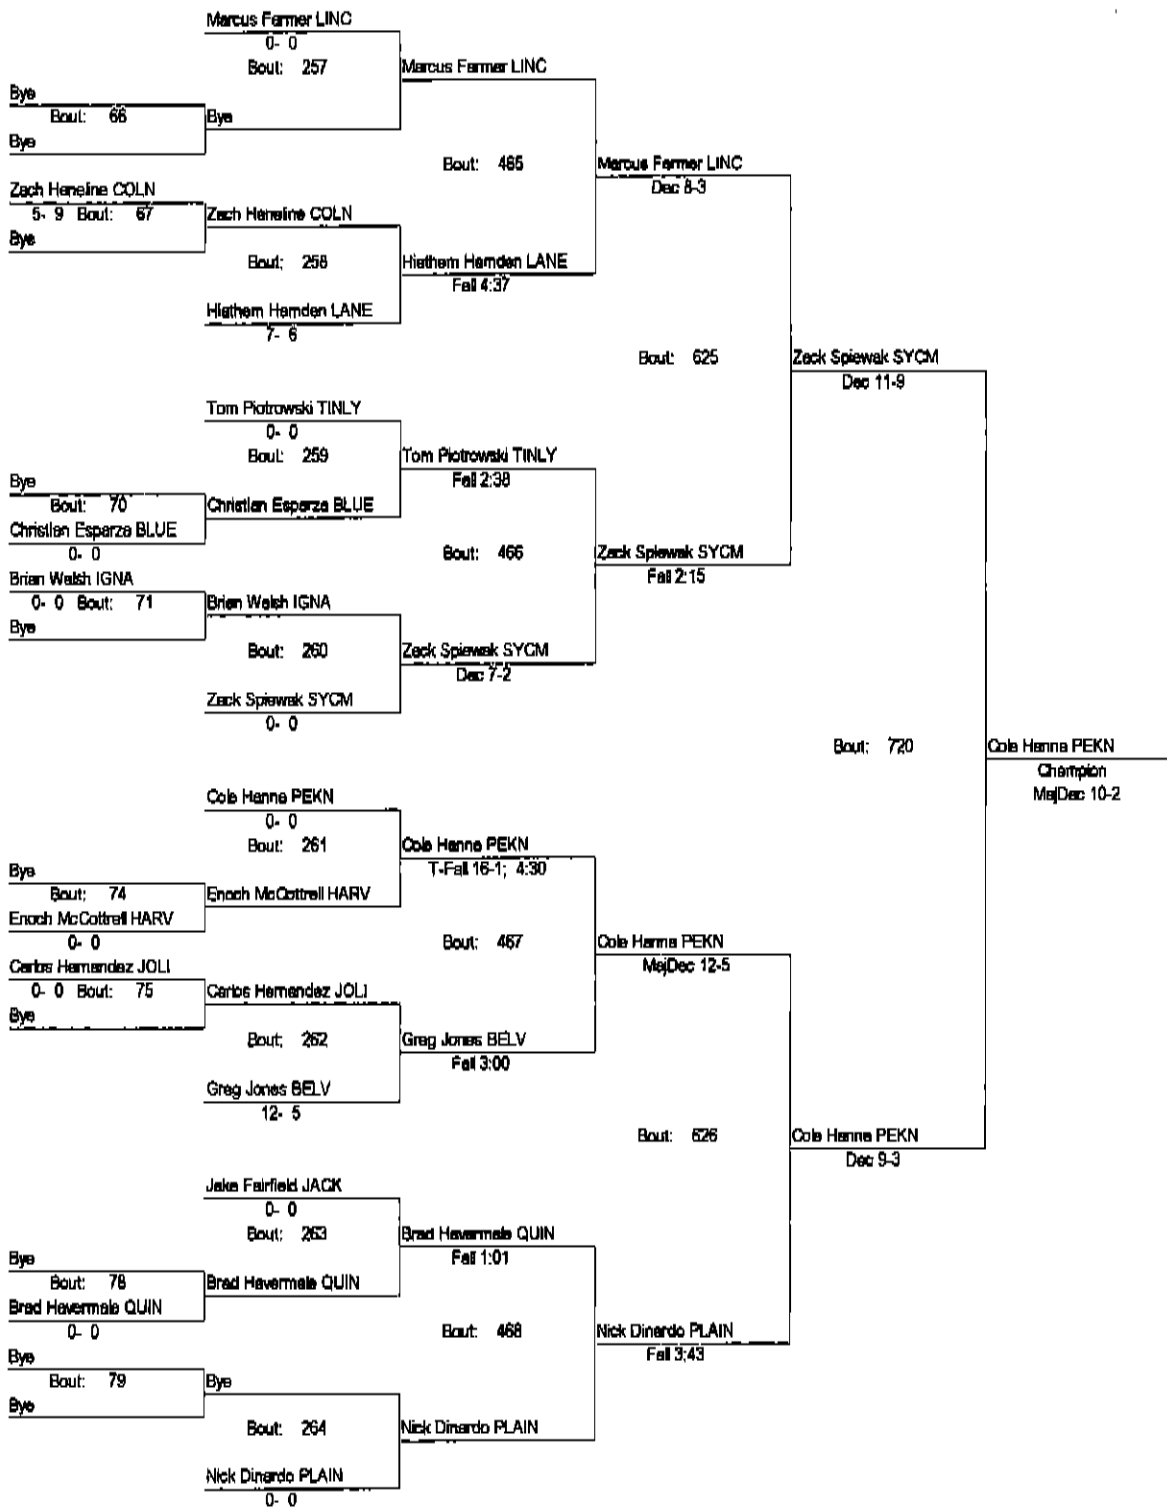 Marcus Farmer LINC
0- 0
Bout: 257
Marcus Farmer LINC
Bye
Bout: 66
Bye
Bye
Bout: 465
Marcus Farmer LINC
Dec 8-3
Zach Heneline COLN
5- 9 Bout: 67
Zach Heneline COLN
Bye
Bout: 258
Hiethem Hamden LANE
Fall 4:37
Hiethem Hamden LANE
7- 6
Bout: 625
Zack Spiewak SYCM
Dec 11-9
Tom Piotrowski TINLY
0- 0
Bout: 259
Tom Piotrowski TINLY
Fall 2:38
Bye
Bout: 70
Christian Esparza BLUE
Christian Esparza BLUE
0- 0
Bout: 466
Zack Spiewak SYCM
Fall 2:15
Brian Walsh IGNA
0- 0 Bout: 71
Brian Walsh IGNA
Bye
Bout: 260
Zack Spiewak SYCM
Dec 7-2
Zack Spiewak SYCM
0- 0
Bout: 720
Cole Hanna PEKN
Champion
MajDec 10-2
Cole Hanna PEKN
0- 0
Bout: 261
Cole Hanna PEKN
T-Fall 16-1; 4:30
Bye
Bout: 74
Enoch McCottrell HARV
Enoch McCottrell HARV
0- 0
Bout: 467
Cole Hanna PEKN
MajDec 12-5
Carlos Hernandez JOLI
0- 0 Bout: 75
Carlos Hernandez JOLI
Bye
Bout: 262
Greg Jones BELV
Fall 3:00
Greg Jones BELV
12- 5
Bout: 626
Cole Hanna PEKN
Dec 9-3
Jake Fairfield JACK
0- 0
Bout: 263
Brad Havermale QUIN
Fall 1:01
Bye
Bout: 78
Brad Havermale QUIN
Brad Havermale QUIN
0- 0
Bout: 468
Nick Dinardo PLAIN
Fall 3:43
Bye
Bout: 79
Bye
Bye
Bout: 264
Nick Dinardo PLAIN
Nick Dinardo PLAIN
0- 0